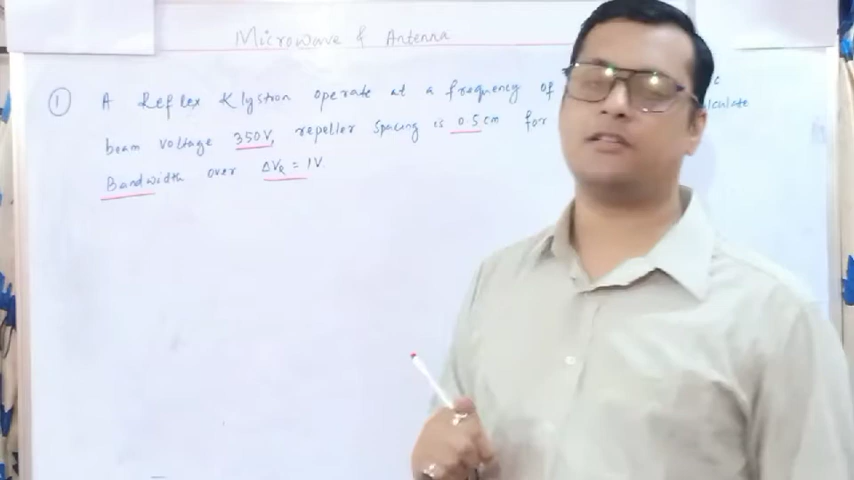 Microwave & Antenna
① A Reflex Klystron operate at a frequency of
beam voltage 350V, repeller spacing is 0.5cm for
Bandwidth over ΔVR = 1V